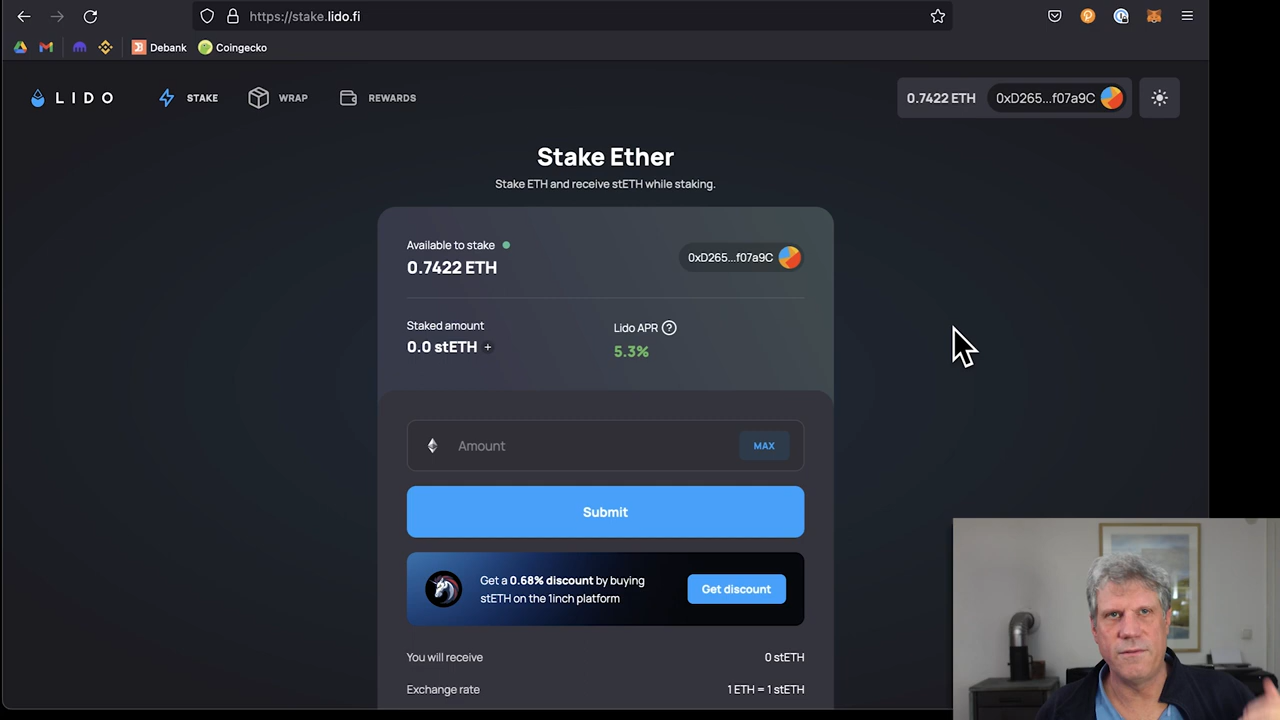 https://stake.lido.fi
Debank
Coingecko
LIDO
STAKE
WRAP
REWARDS
0.7422 ETH
0xD265...f07a9C
Stake Ether
Stake ETH and receive stETH while staking.
Available to stake
0.7422 ETH
0xD265...f07a9C
Staked amount
0.0 stETH +
Lido APR ?
5.3%
Amount
MAX
Submit
Get a 0.68% discount by buying
stETH on the 1inch platform
Get discount
You will receive
0 stETH
Exchange rate
1 ETH = 1 stETH